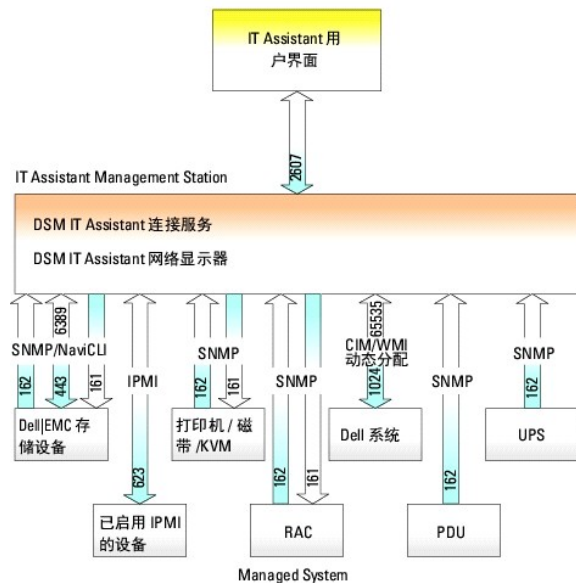 IT Assistant 用
户界面
2607
IT Assistant Management Station
DSM IT Assistant 连接服务
DSM IT Assistant 网络显示器
6389
65535
SNMP/NaviCLI
IPMI
SNMP
SNMP
CIM/WMI
动态分配
SNMP
SNMP
162
443
161
162
161
1024
162
Dell|EMC 存
储设备
打印机 / 磁
带 /KVM
Dell 系统
UPS
623
162
161
162
已启用 IPMI
的设备
RAC
PDU
Managed System